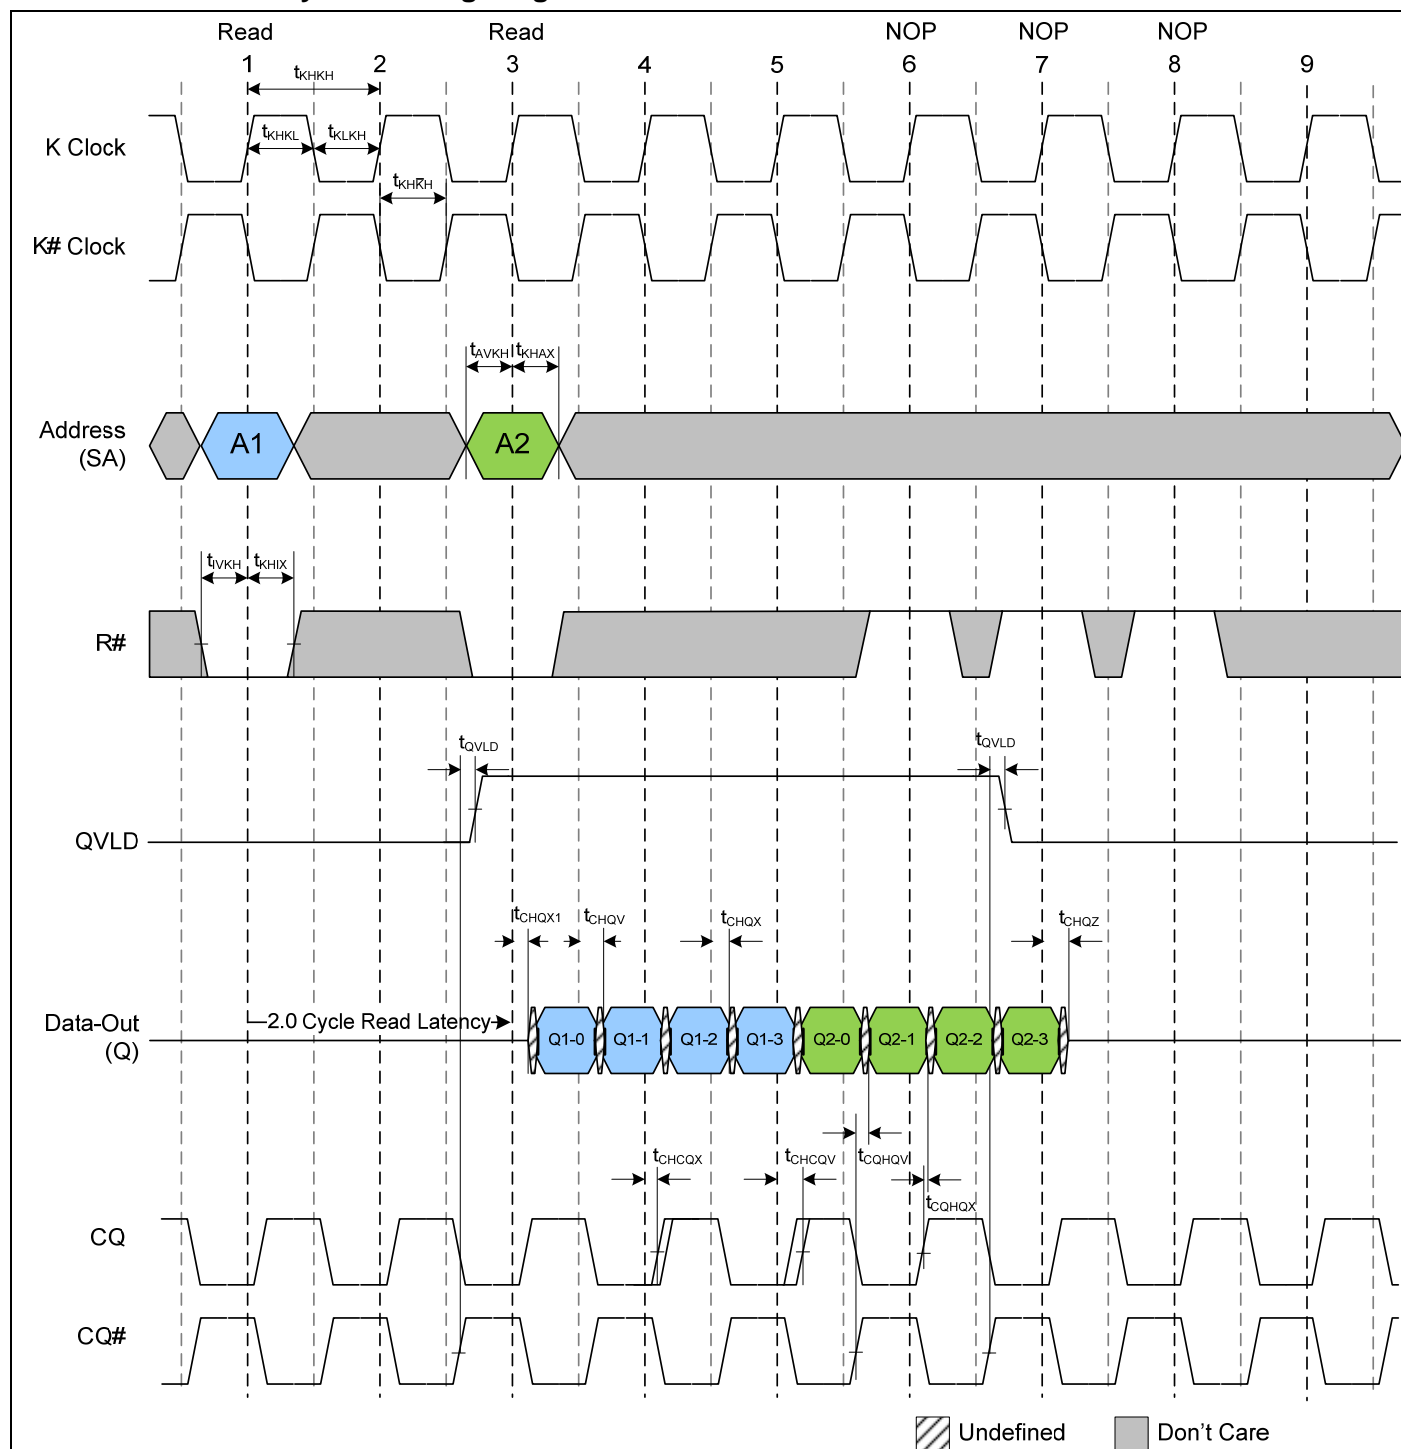 Read Read NOP NOP NOP
1 2 3 4 5 6 7 8 9
tKHKH
K Clock
tKHKL tKLKH
tKHK̅H
K# Clock
tAVKH tKHAX
Address
(SA)
A1 A2
tIVKH tKHIX
R#
tQVLD tQVLD
QVLD
tCHQX1 tCHQV tCHQX tCHQZ
Data-Out
(Q)
2.0 Cycle Read Latency
Q1-0 Q1-1 Q1-2 Q1-3 Q2-0 Q2-1 Q2-2 Q2-3
tCHCQX tCHCQV tCQHQV
tCQHQX
CQ
CQ#
Undefined Don't Care